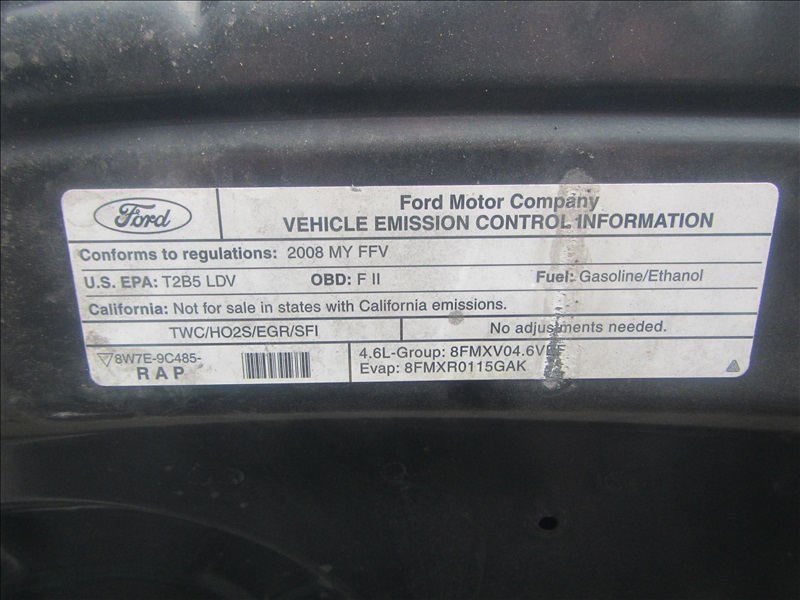 Ford
Ford Motor Company
VEHICLE EMISSION CONTROL INFORMATION
Conforms to regulations: 2008 MY FFV
U.S. EPA: T2B5 LDV OBD: F II Fuel: Gasoline/Ethanol
California: Not for sale in states with California emissions.
TWC/HO2S/EGR/SFI No adjustments needed.
8W7E-9C485-
RAP
4.6L-Group:
Evap: 8FMXR0115GAK